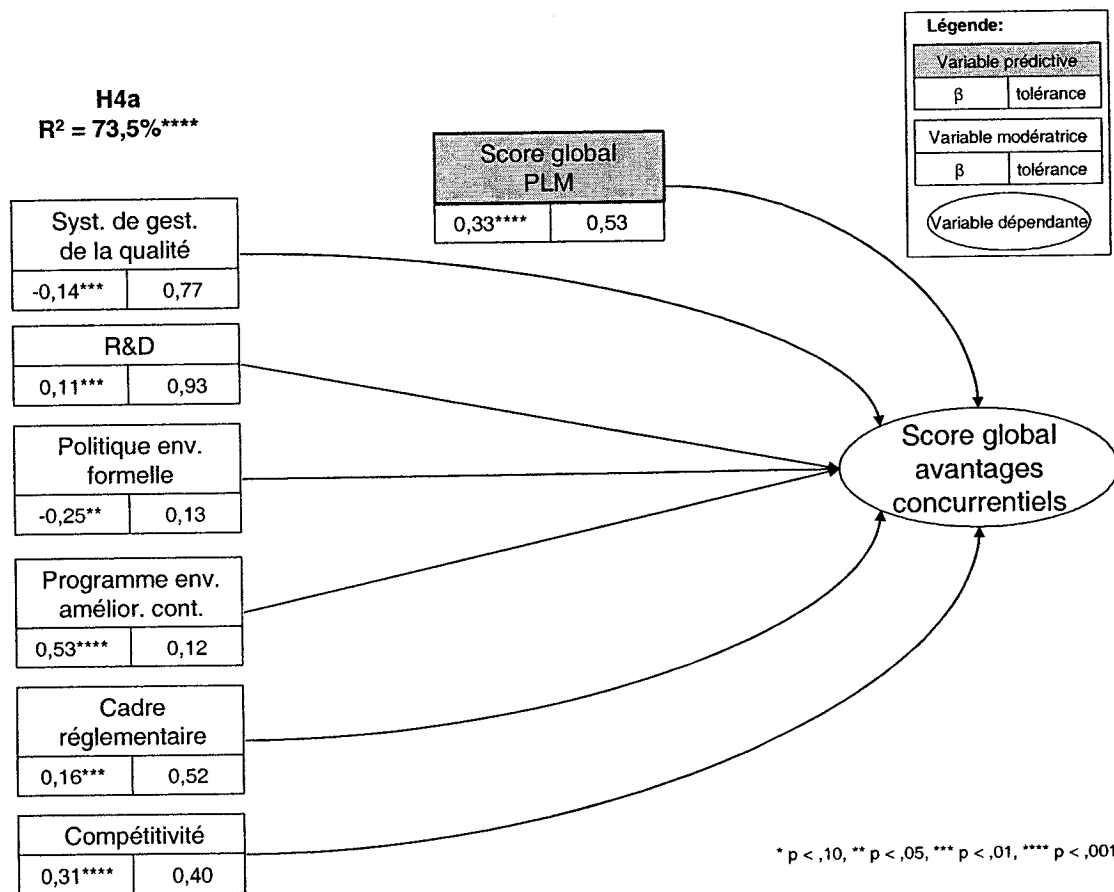 H4a
R² = 73,5%****
Légende:
Variable prédictive
β tolérance
Variable modératrice
β tolérance
Variable dépendante
Score global
PLM
0,33**** 0,53
Syst. de gest.
de la qualité
-0,14*** 0,77
R&D
0,11*** 0,93
Politique env.
formelle
-0,25** 0,13
Programme env.
amélior. cont.
0,53**** 0,12
Cadre
réglementaire
0,16*** 0,52
Compétitivité
0,31**** 0,40
Score global
avantages
concurrentiels
* p < ,10, ** p < ,05, *** p < ,01, **** p < ,001